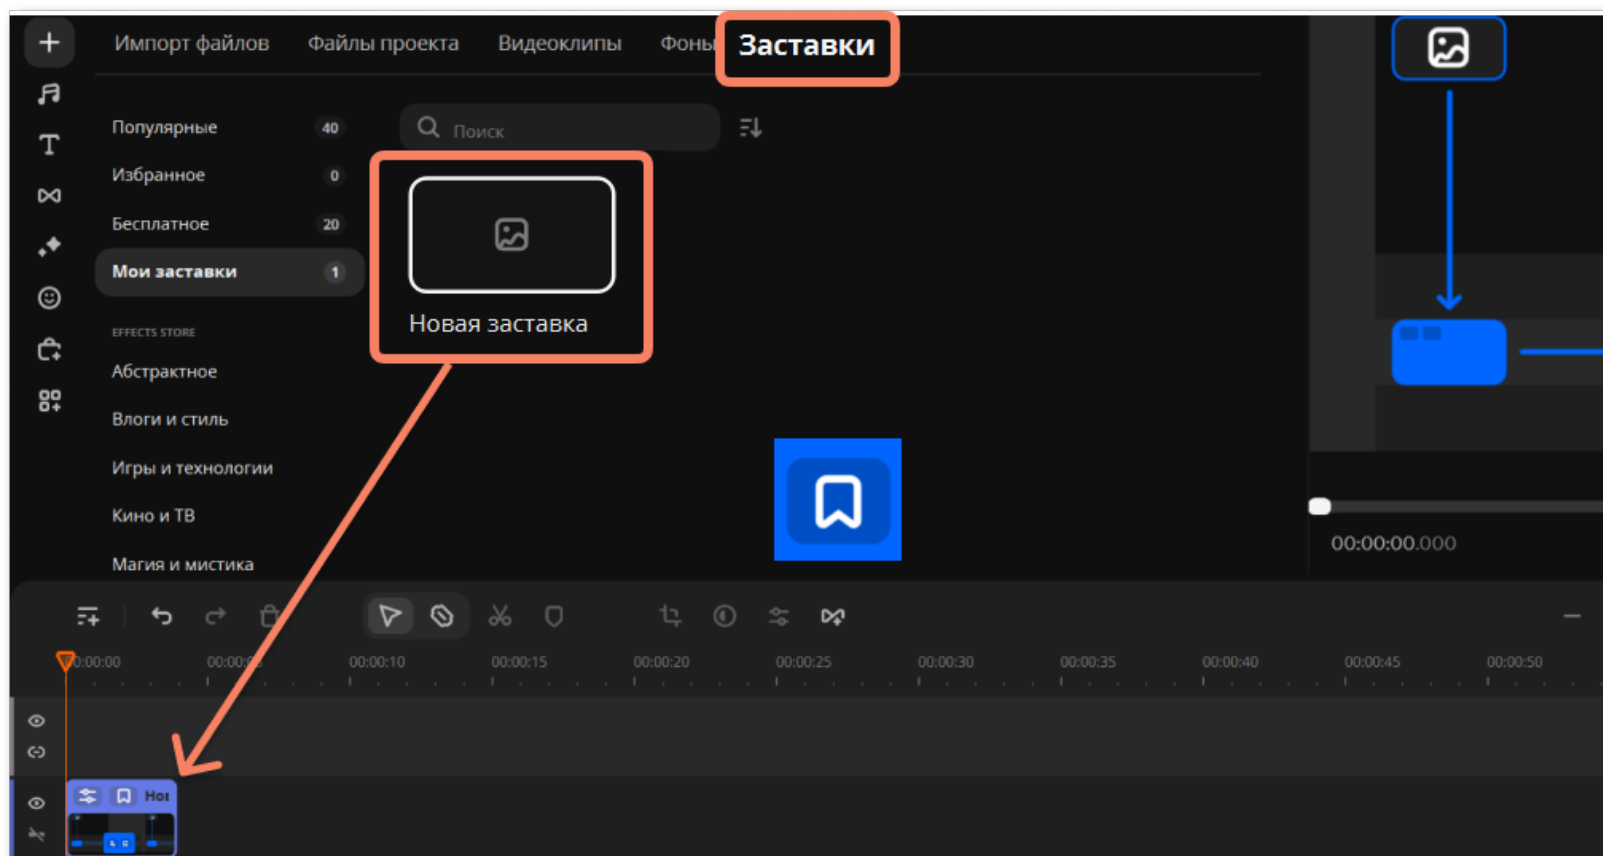 Импорт файлов Файлы проекта Видеоклипы Фоны Заставки
Популярные 40
Поиск
Избранное 0
Бесплатное 20
Мои заставки 1
Новая заставка
EFFECTS STORE
Абстрактное
Влоги и стиль
Игры и технологии
Кино и ТВ
Магия и мистика
00:00:00.000
00:00:10 00:00:15 00:00:20 00:00:25 00:00:30 00:00:35 00:00:40 00:00:45 00:00:50
Нов